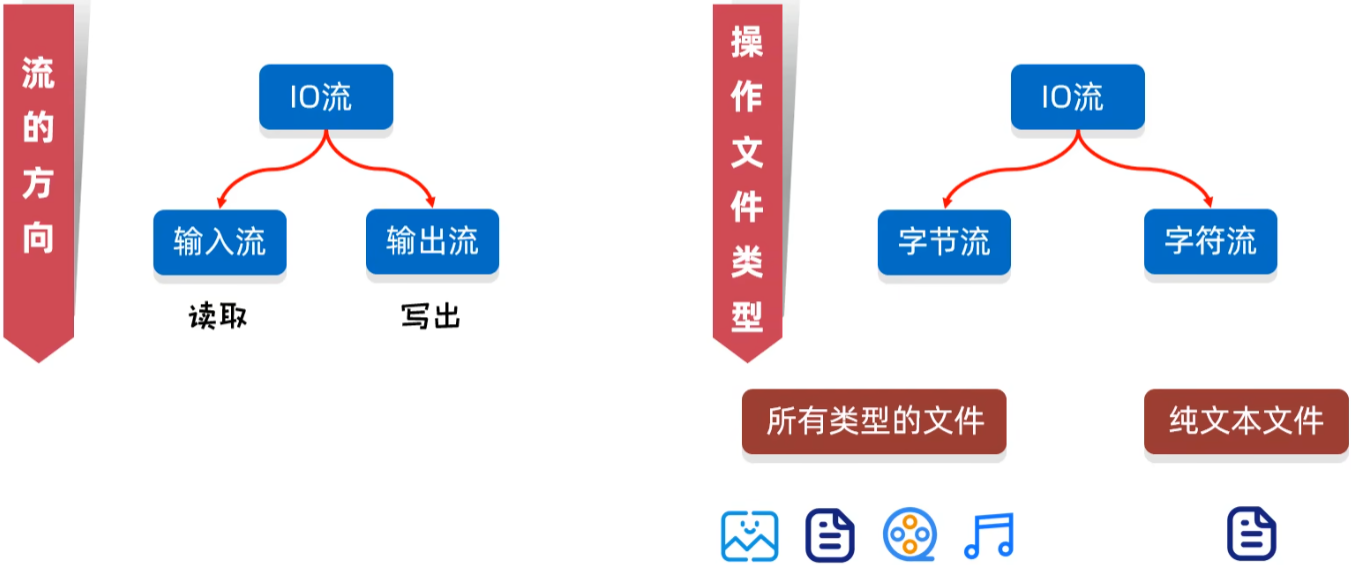 流的方向
IO流
输入流
输出流
读取
写出
操作文件类型
IO流
字节流
字符流
所有类型的文件
纯文本文件